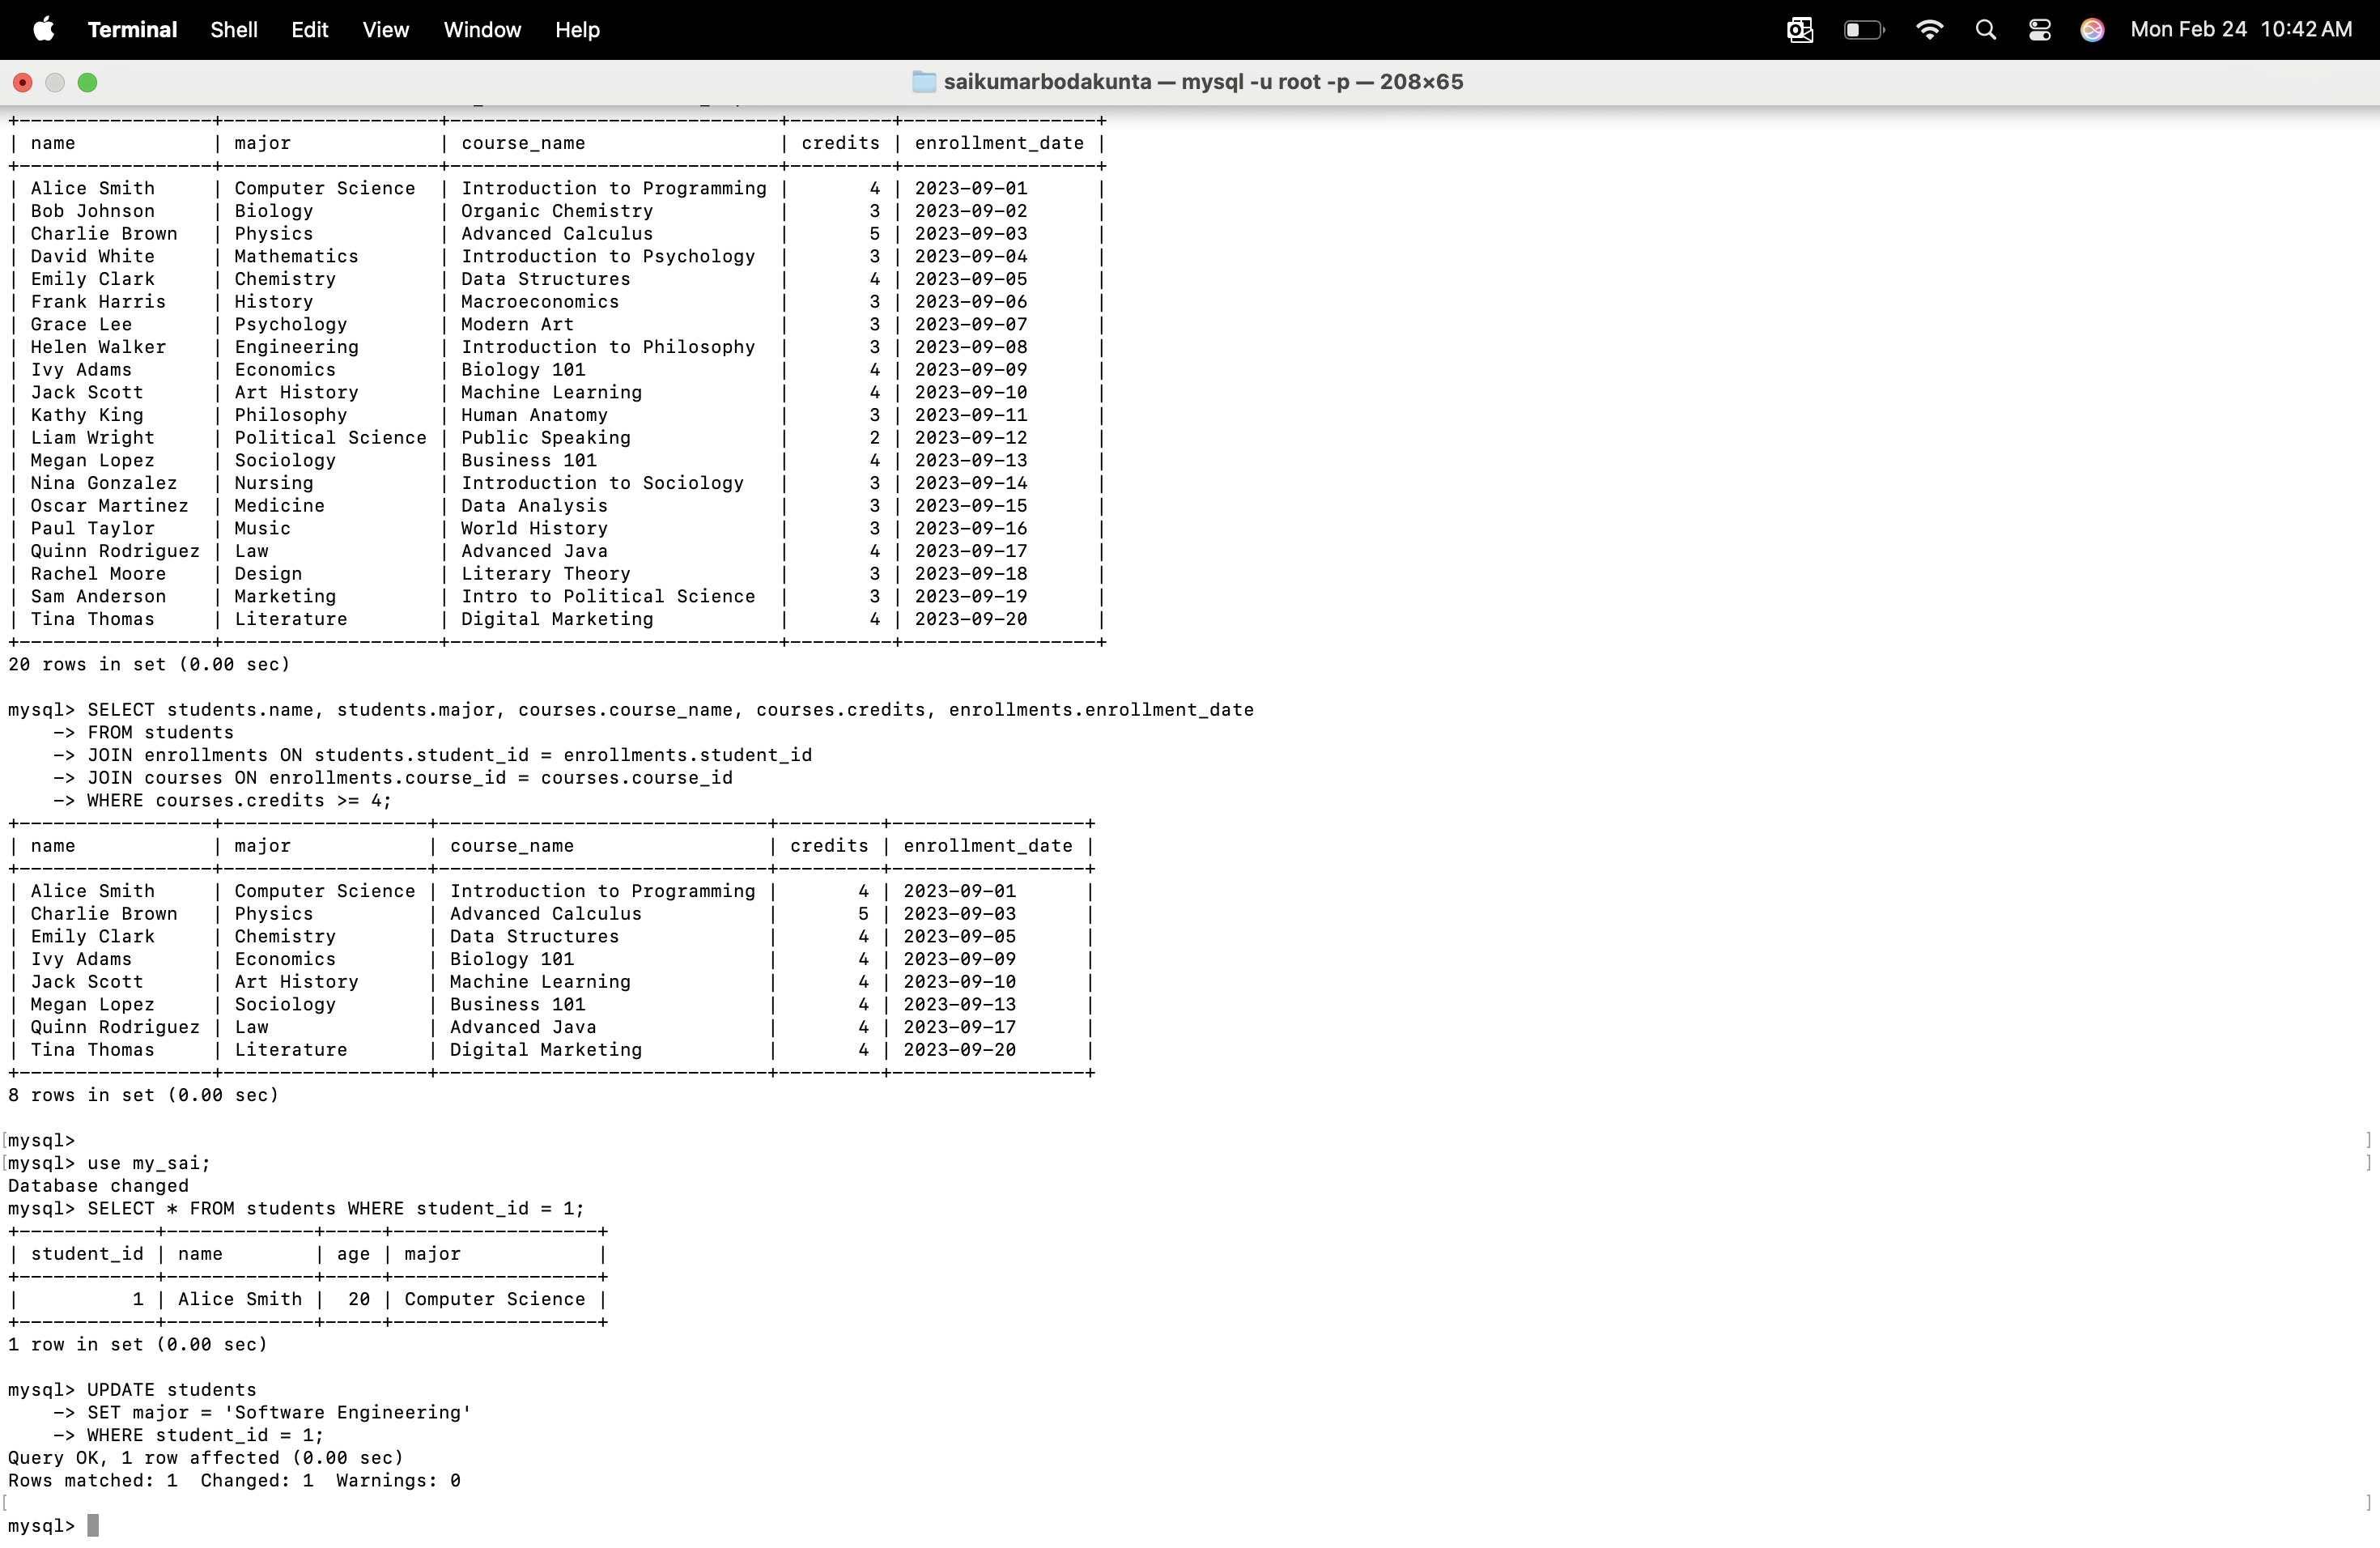 Terminal Shell Edit View Window Help Mon Feb 24 10:42 AM
saikumarbodakunta — mysql -u root -p — 208×65
+-----------------+-------------------+-----------------------------+---------+-----------------+
| name            | major             | course_name                 | credits | enrollment_date |
+-----------------+-------------------+-----------------------------+---------+-----------------+
| Alice Smith     | Computer Science  | Introduction to Programming |       4 | 2023-09-01      |
| Bob Johnson     | Biology           | Organic Chemistry           |       3 | 2023-09-02      |
| Charlie Brown   | Physics           | Advanced Calculus           |       5 | 2023-09-03      |
| David White     | Mathematics       | Introduction to Psychology  |       3 | 2023-09-04      |
| Emily Clark     | Chemistry         | Data Structures             |       4 | 2023-09-05      |
| Frank Harris    | History           | Macroeconomics              |       3 | 2023-09-06      |
| Grace Lee       | Psychology        | Modern Art                  |       3 | 2023-09-07      |
| Helen Walker    | Engineering       | Introduction to Philosophy  |       3 | 2023-09-08      |
| Ivy Adams       | Economics         | Biology 101                 |       4 | 2023-09-09      |
| Jack Scott      | Art History       | Machine Learning            |       4 | 2023-09-10      |
| Kathy King      | Philosophy        | Human Anatomy               |       3 | 2023-09-11      |
| Liam Wright     | Political Science | Public Speaking             |       2 | 2023-09-12      |
| Megan Lopez     | Sociology         | Business 101                |       4 | 2023-09-13      |
| Nina Gonzalez   | Nursing           | Introduction to Sociology   |       3 | 2023-09-14      |
| Oscar Martinez  | Medicine          | Data Analysis               |       3 | 2023-09-15      |
| Paul Taylor     | Music             | World History               |       3 | 2023-09-16      |
| Quinn Rodriguez | Law               | Advanced Java               |       4 | 2023-09-17      |
| Rachel Moore    | Design            | Literary Theory             |       3 | 2023-09-18      |
| Sam Anderson    | Marketing         | Intro to Political Science  |       3 | 2023-09-19      |
| Tina Thomas     | Literature        | Digital Marketing           |       4 | 2023-09-20      |
+-----------------+-------------------+-----------------------------+---------+-----------------+
20 rows in set (0.00 sec)

mysql> SELECT students.name, students.major, courses.course_name, courses.credits, enrollments.enrollment_date
    -> FROM students
    -> JOIN enrollments ON students.student_id = enrollments.student_id
    -> JOIN courses ON enrollments.course_id = courses.course_id
    -> WHERE courses.credits >= 4;
+-----------------+------------------+-----------------------------+---------+-----------------+
| name            | major            | course_name                 | credits | enrollment_date |
+-----------------+------------------+-----------------------------+---------+-----------------+
| Alice Smith     | Computer Science | Introduction to Programming |       4 | 2023-09-01      |
| Charlie Brown   | Physics          | Advanced Calculus           |       5 | 2023-09-03      |
| Emily Clark     | Chemistry        | Data Structures             |       4 | 2023-09-05      |
| Ivy Adams       | Economics        | Biology 101                 |       4 | 2023-09-09      |
| Jack Scott      | Art History      | Machine Learning            |       4 | 2023-09-10      |
| Megan Lopez     | Sociology        | Business 101                |       4 | 2023-09-13      |
| Quinn Rodriguez | Law              | Advanced Java               |       4 | 2023-09-17      |
| Tina Thomas     | Literature       | Digital Marketing           |       4 | 2023-09-20      |
+-----------------+------------------+-----------------------------+---------+-----------------+
8 rows in set (0.00 sec)

[mysql> ]
[mysql> use my_sai; ]
Database changed
mysql> SELECT * FROM students WHERE student_id = 1;
+------------+-------------+-----+------------------+
| student_id | name        | age | major            |
+------------+-------------+-----+------------------+
|          1 | Alice Smith |  20 | Computer Science |
+------------+-------------+-----+------------------+
1 row in set (0.00 sec)

mysql> UPDATE students
    -> SET major = 'Software Engineering'
    -> WHERE student_id = 1;
Query OK, 1 row affected (0.00 sec)
Rows matched: 1  Changed: 1  Warnings: 0
[ ]
mysql>